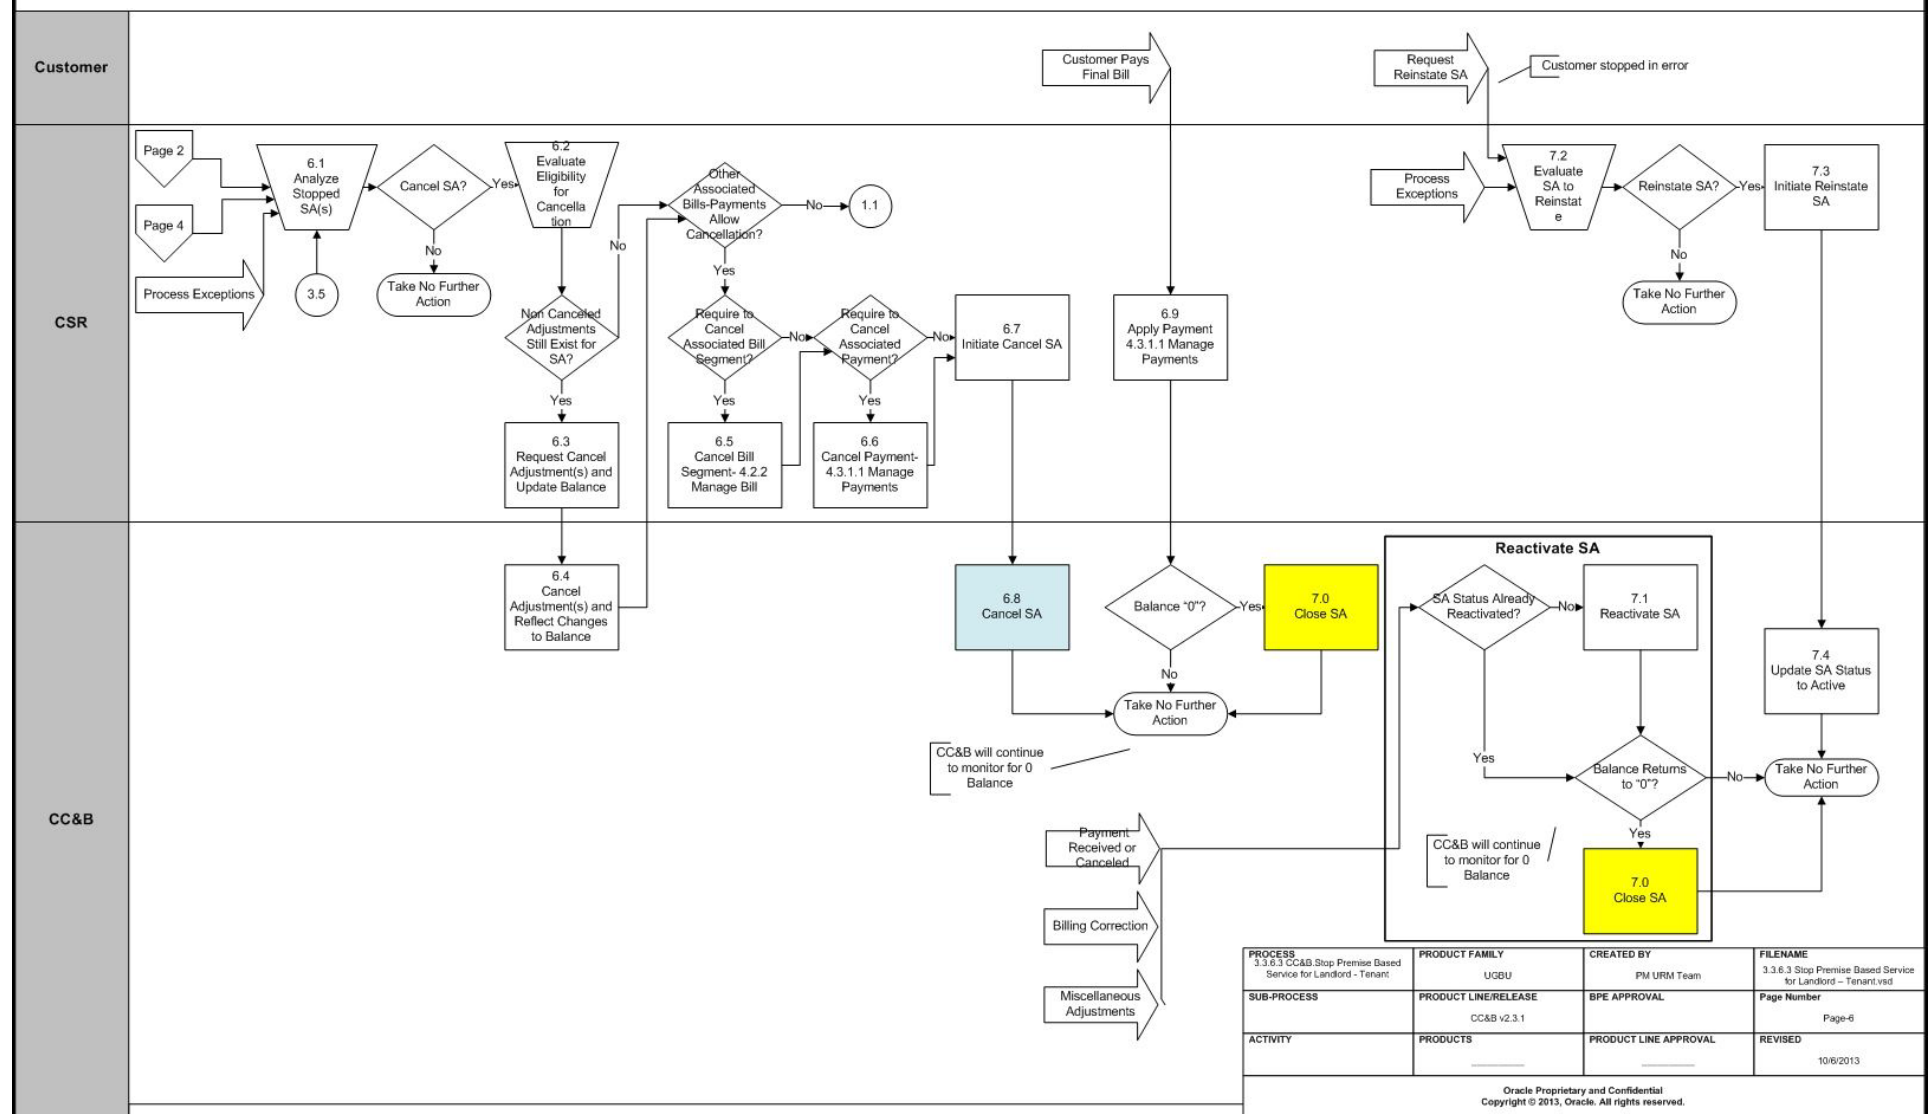 Customer
Customer Pays
Final Bill
Request
Reinstate SA
Customer stopped in error
CSR
Page 2
Page 4
Process Exceptions
6.1
Analyze
Stopped
SA(s)
3.5
Cancel SA?
Yes
No
Take No Further
Action
6.2
Evaluate
Eligibility
for
Cancella
tion
Non Canceled
Adjustments
Still Exist for
SA?
No
Yes
6.3
Request Cancel
Adjustment(s) and
Update Balance
Other
Associated
Bills-Payments
Allow
Cancellation?
No
1.1
Yes
Require to
Cancel
Associated Bill
Segment?
No
Yes
6.5
Cancel Bill
Segment- 4.2.2
Manage Bill
Require to
Cancel
Associated
Payment?
No
Yes
6.6
Cancel Payment-
4.3.1.1 Manage
Payments
6.7
Initiate Cancel SA
6.9
Apply Payment
4.3.1.1 Manage
Payments
Process
Exceptions
7.2
Evaluate
SA to
Reinstat
e
Reinstate SA?
Yes
No
Take No Further
Action
7.3
Initiate Reinstate
SA
CC&B
6.4
Cancel
Adjustment(s) and
Reflect Changes
to Balance
6.8
Cancel SA
Balance “0”?
Yes
No
7.0
Close SA
Take No Further
Action
CC&B will continue
to monitor for 0
Balance
Reactivate SA
SA Status Already
Reactivated?
No
Yes
7.1
Reactivate SA
Balance Returns
to “0”?
No
Yes
CC&B will continue
to monitor for 0
Balance
7.0
Close SA
7.4
Update SA Status
to Active
Take No Further
Action
Payment
Received or
Canceled
Billing Correction
Miscellaneous
Adjustments
PROCESS
3.3.6.3 CC&B.Stop Premise Based
Service for Landlord - Tenant
PRODUCT FAMILY
UGBU
CREATED BY
PM URM Team
FILENAME
3.3.6.3 Stop Premise Based Service
for Landlord – Tenant.vsd
SUB-PROCESS
PRODUCT LINE/RELEASE
CC&B v2.3.1
BPE APPROVAL
Page Number
Page-6
ACTIVITY
PRODUCTS
PRODUCT LINE APPROVAL
REVISED
10/6/2013
Oracle Proprietary and Confidential
Copyright © 2013, Oracle. All rights reserved.